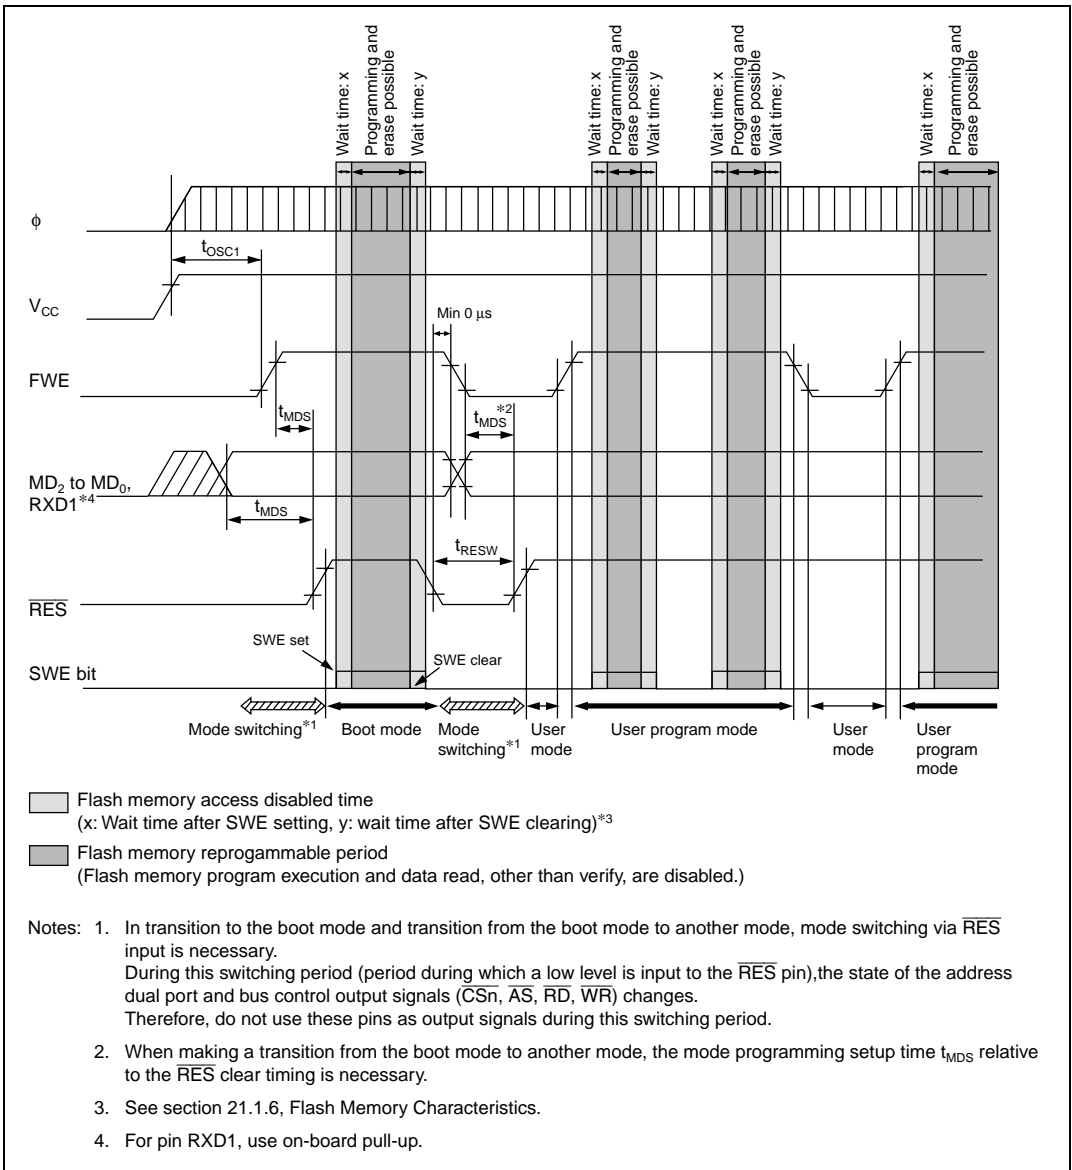 Wait time: x
Programming and
erase possible
Wait time: y
Wait time: x
Programming and
erase possible
Wait time: y
Wait time: x
Programming and
erase possible
Wait time: y
Wait time: x
Programming and
erase possible
ϕ
tOSC1
VCC
Min 0 μs
FWE
tMDS
tMDS*2
MD2 to MD0,
RXD1*4
tMDS
tRESW
RES
SWE set
SWE clear
SWE bit
Mode switching*1
Boot mode
Mode
switching*1
User
mode
User program mode
User
mode
User
program
mode
Flash memory access disabled time
(x: Wait time after SWE setting, y: wait time after SWE clearing)*3
Flash memory reprogammable period
(Flash memory program execution and data read, other than verify, are disabled.)
Notes: 1. In transition to the boot mode and transition from the boot mode to another mode, mode switching via RES
input is necessary.
During this switching period (period during which a low level is input to the RES pin),the state of the address
dual port and bus control output signals (CSn, AS, RD, WR) changes.
Therefore, do not use these pins as output signals during this switching period.
2. When making a transition from the boot mode to another mode, the mode programming setup time tMDS relative
to the RES clear timing is necessary.
3. See section 21.1.6, Flash Memory Characteristics.
4. For pin RXD1, use on-board pull-up.